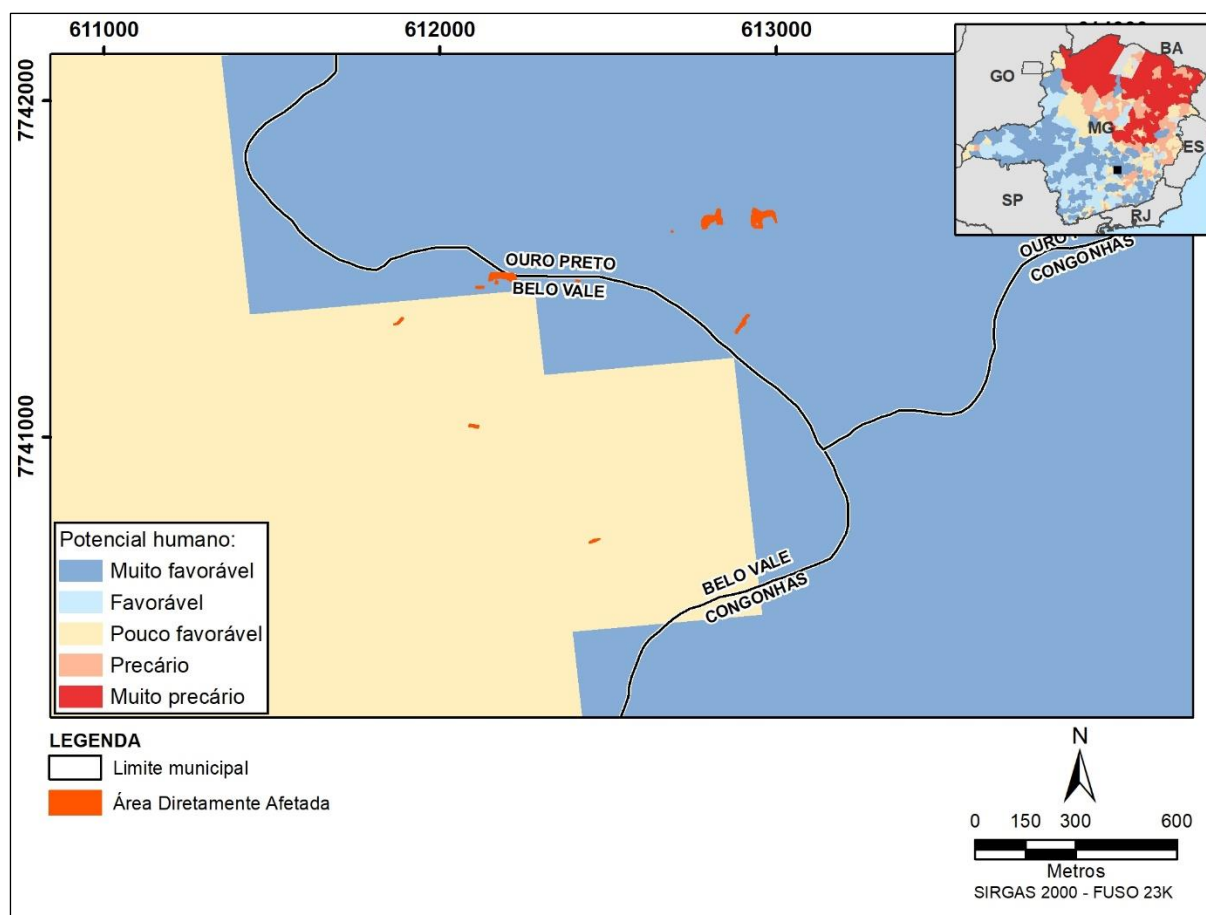 611000
612000
613000
7742000
7741000
BA
GO
MG
ES
SP
RJ
OURO PRETO
BELO VALE
CONGONHAS
BELO VALE
CONGONHAS
Potencial humano:
Muito favorável
Favorável
Pouco favorável
Precário
Muito precário
LEGENDA
Limite municipal
Área Diretamente Afetada
N
0 150 300 600
Metros
SIRGAS 2000 - FUSO 23K